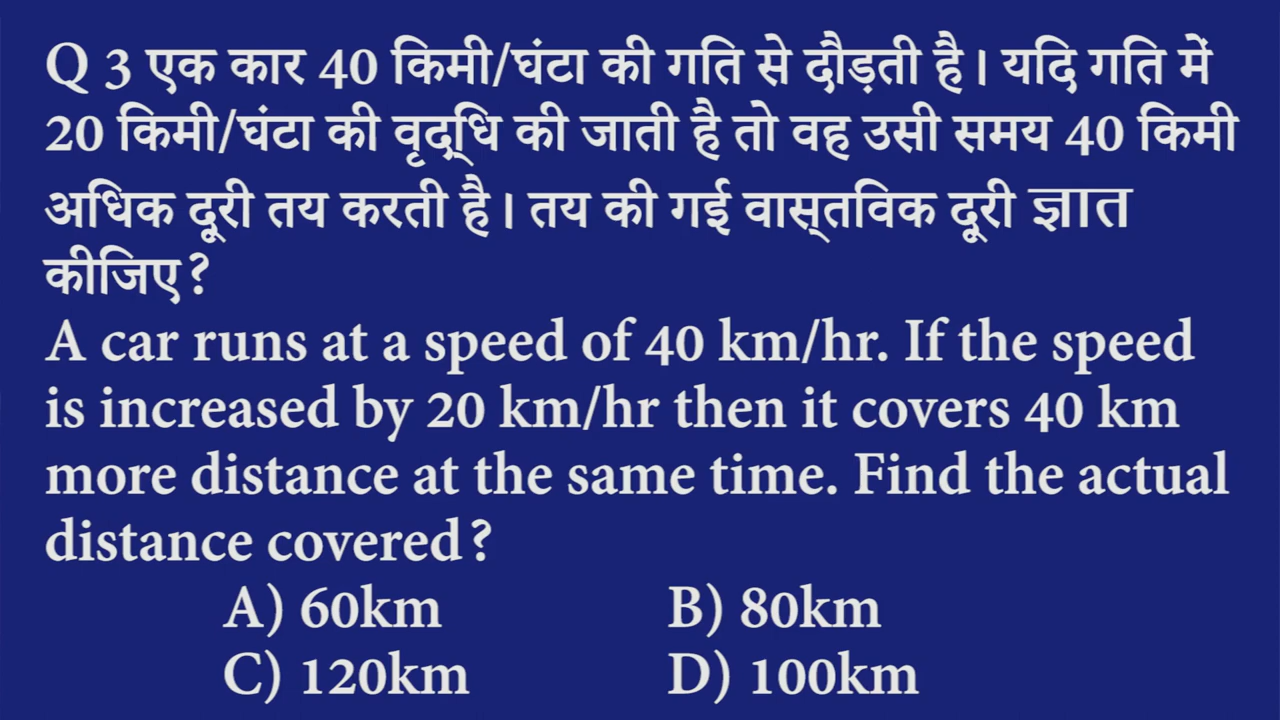 Q 3 एक कार 40 किमी/घंटा की गति से दौड़ती है। यदि गति में
20 किमी/घंटा की वृद्धि की जाती है तो वह उसी समय 40 किमी
अधिक दूरी तय करती है। तय की गई वास्तविक दूरी ज्ञात
कीजिए?
A car runs at a speed of 40 km/hr. If the speed
is increased by 20 km/hr then it covers 40 km
more distance at the same time. Find the actual
distance covered?
A) 60km B) 80km
C) 120km D) 100km